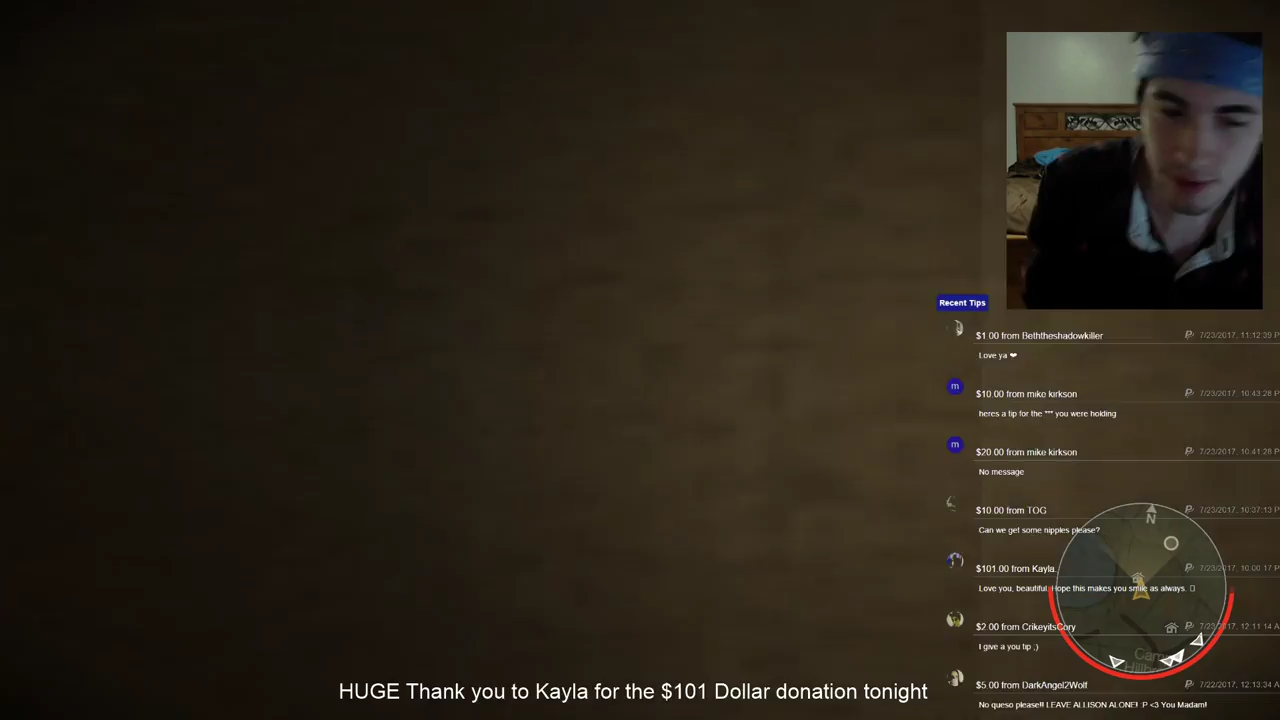 Recent Tips
$1.00 from Beththeshadowkiller 7/23/2017, 11:12:39 P
Love ya ❤
m
$10.00 from mike kirkson 7/23/2017, 10:43:28 P
heres a tip for the *** you were holding
m
$20.00 from mike kirkson 7/23/2017, 10:41:28 P
No message
$10.00 from TOG 7/23/2017, 10:37:13 P
Can we get some nipples please?
N
$101.00 from Kayla 7/23/2017, 10:00:17 P
Love you, beautiful. Hope this makes you smile as always.
$2.00 from CrikeyitsCory 7/23/2017, 12:11:14 A
I give a you tip ;)
$5.00 from DarkAngel2Wolf 7/22/2017, 12:13:34 A
No queso please!! LEAVE ALLISON ALONE! :P <3 You Madam!
HUGE Thank you to Kayla for the $101 Dollar donation tonight